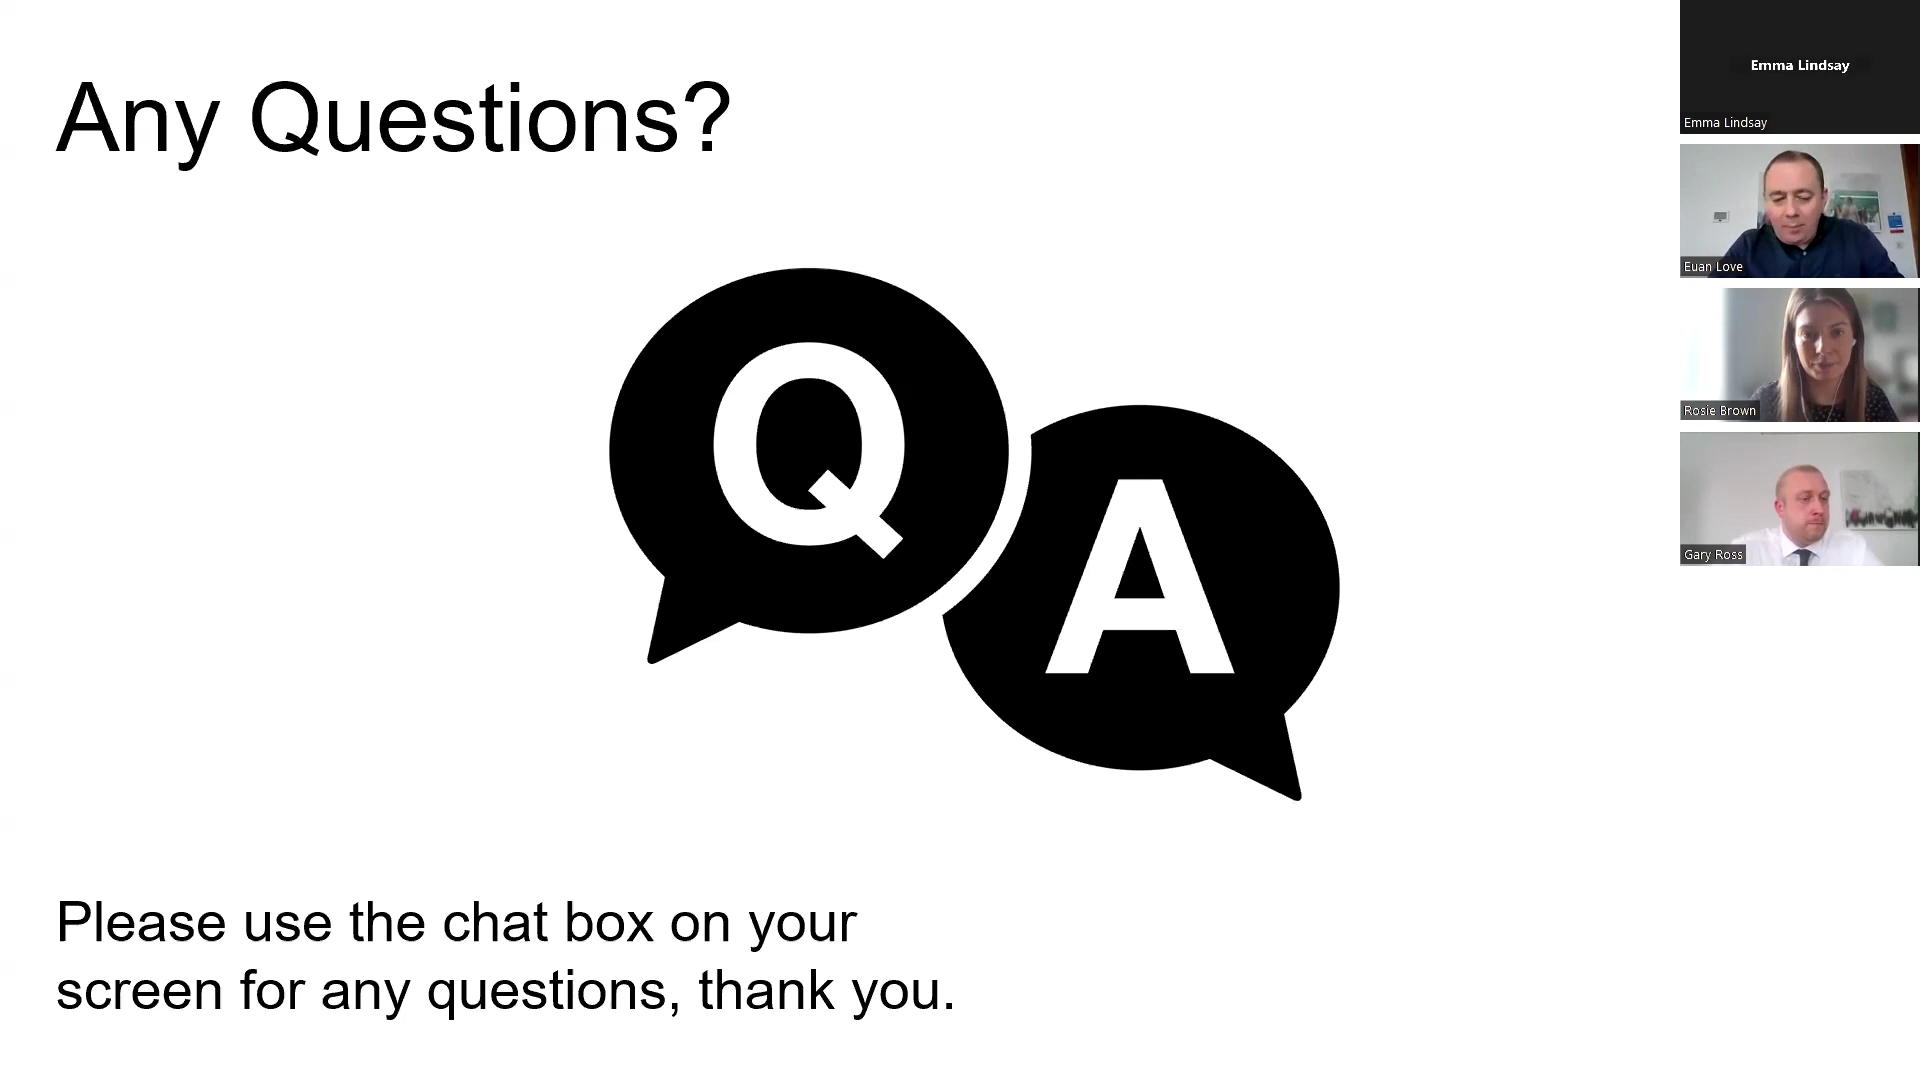 Any Questions?
Q
A
Please use the chat box on your
screen for any questions, thank you.
Emma Lindsay
Emma Lindsay
Euan Love
Rosie Brown
Gary Ross